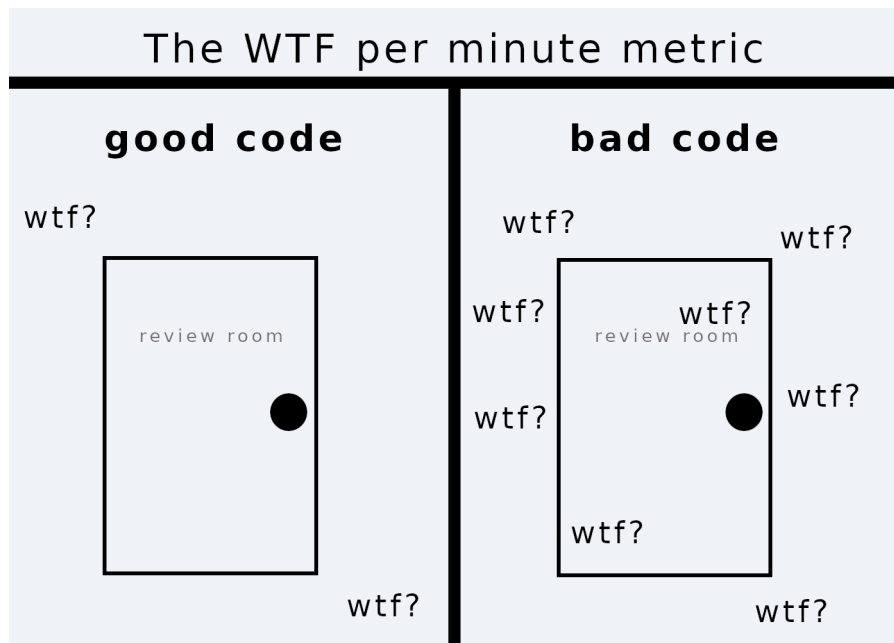 The WTF per minute metric
good code
wtf?
review room
wtf?
bad code
wtf?
wtf?
wtf?
wtf?
review room
wtf?
wtf?
wtf?
wtf?